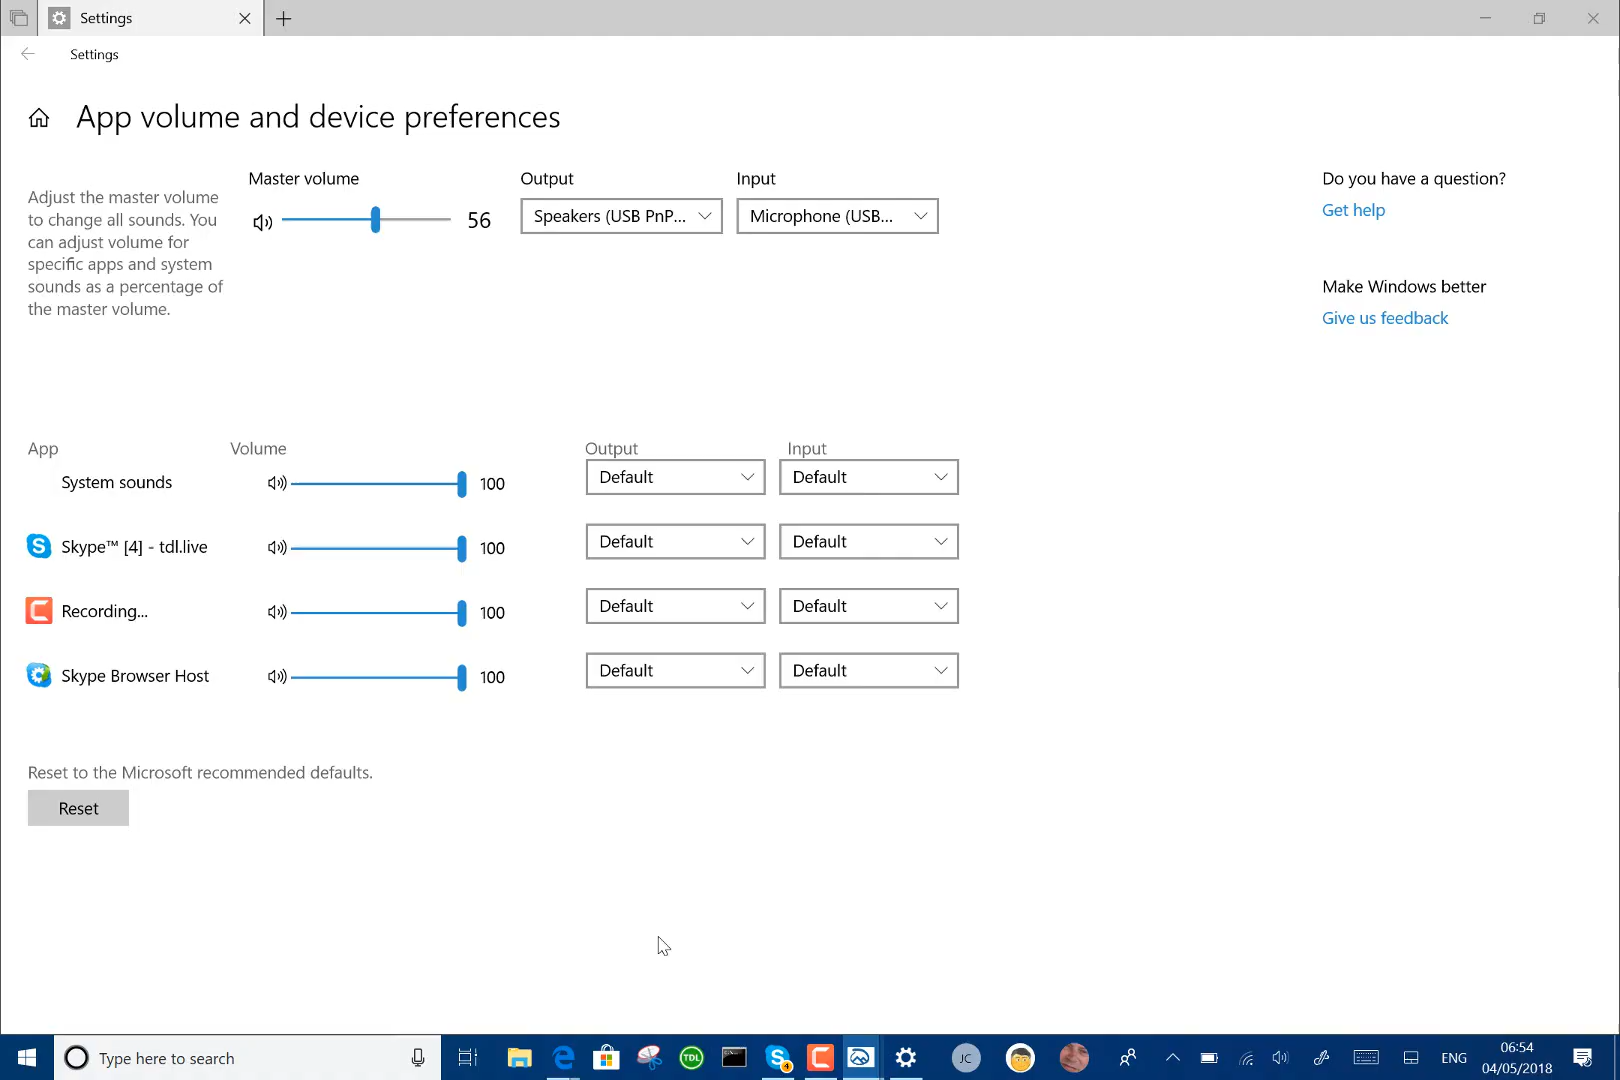 Settings
Settings
App volume and device preferences
Adjust the master volume
to change all sounds. You
can adjust volume for
specific apps and system
sounds as a percentage of
the master volume.
Master volume
56
Output
Speakers (USB PnP...
Input
Microphone (USB...
Do you have a question?
Get help
Make Windows better
Give us feedback
App Volume Output Input
System sounds 100 Default Default
Skype™ [4] - tdl.live 100 Default Default
Recording... 100 Default Default
Skype Browser Host 100 Default Default
Reset to the Microsoft recommended defaults.
Reset
Type here to search
TDL
4
JC
ENG
06:54
04/05/2018